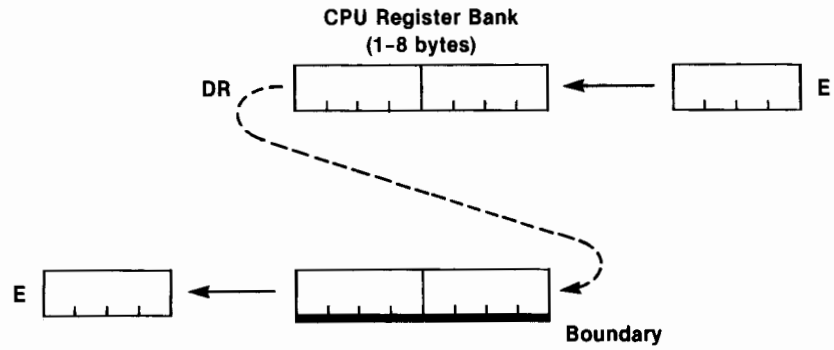 CPU Register Bank
(1–8 bytes)
DR
E
E
Boundary